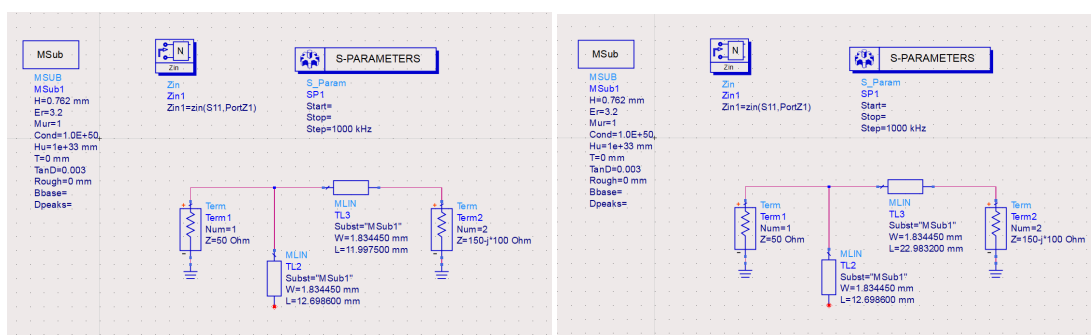 MSub
MSUB
MSub1
H=0.762 mm
Er=3.2
Mur=1
Cond=1.0E+50
Hu=1e+33 mm
T=0 mm
TanD=0.003
Rough=0 mm
Bbase=
Dpeaks=
N
Zin
Zin
Zin1
Zin1=zin(S11,PortZ1)
S-PARAMETERS
S_Param
SP1
Start=
Stop=
Step=1000 kHz
Term
Term1
Num=1
Z=50 Ohm
MLIN
TL3
Subst="MSub1"
W=1.834450 mm
L=11.997500 mm
Term
Term2
Num=2
Z=150-j*100 Ohm
MLIN
TL2
Subst="MSub1"
W=1.834450 mm
L=12.698600 mm
MSub
MSUB
MSub1
H=0.762 mm
Er=3.2
Mur=1
Cond=1.0E+50
Hu=1e+33 mm
T=0 mm
TanD=0.003
Rough=0 mm
Bbase=
Dpeaks=
N
Zin
Zin
Zin1
Zin1=zin(S11,PortZ1)
S-PARAMETERS
S_Param
SP1
Start=
Stop=
Step=1000 kHz
Term
Term1
Num=1
Z=50 Ohm
MLIN
TL3
Subst="MSub1"
W=1.834450 mm
L=22.983200 mm
Term
Term2
Num=2
Z=150-j*100 Ohm
MLIN
TL2
Subst="MSub1"
W=1.834450 mm
L=12.698600 mm